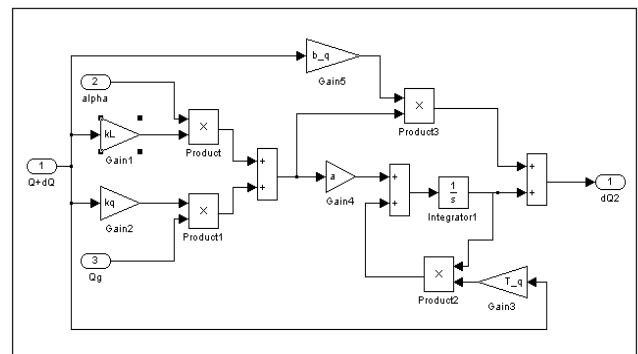 b_q
Gain5
2
alpha
×
Product3
kL
Gain1
×
Product
1
Q+dQ
+
+
a
Gain4
+
+
1
s
Integrator1
+
+
1
dQ2
kq
Gain2
×
Product1
3
Qg
×
Product2
T_q
Gain3